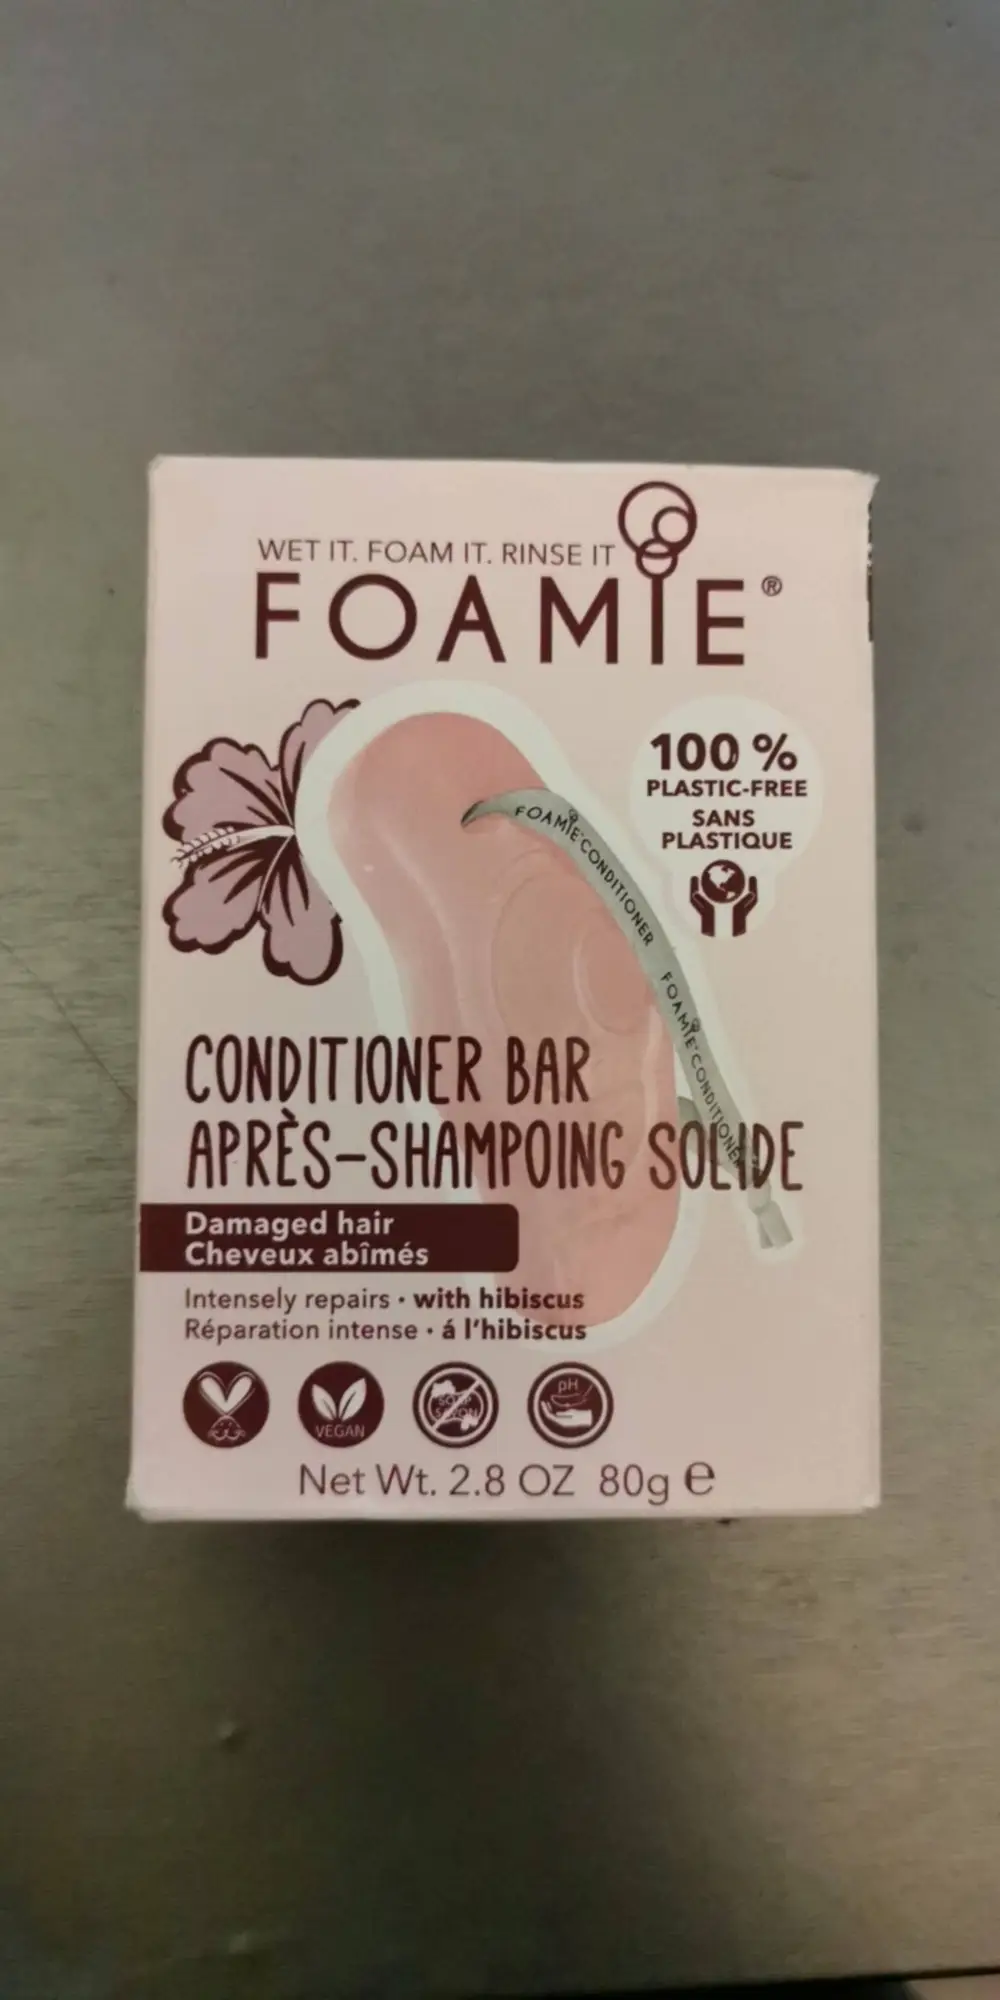 WET IT. FOAM IT. RINSE IT
FOAMIE®
100 %
PLASTIC-FREE
SANS
PLASTIQUE
FOAMIE CONDITIONER FOAMIE CONDITIONER
CONDITIONER BAR
APRÈS-SHAMPOING SOLIDE
Damaged hair
Cheveux abîmés
Intensely repairs · with hibiscus
Réparation intense · á l'hibiscus
VEGAN
SOAP
SAVON
pH
Net Wt. 2.8 OZ 80g e